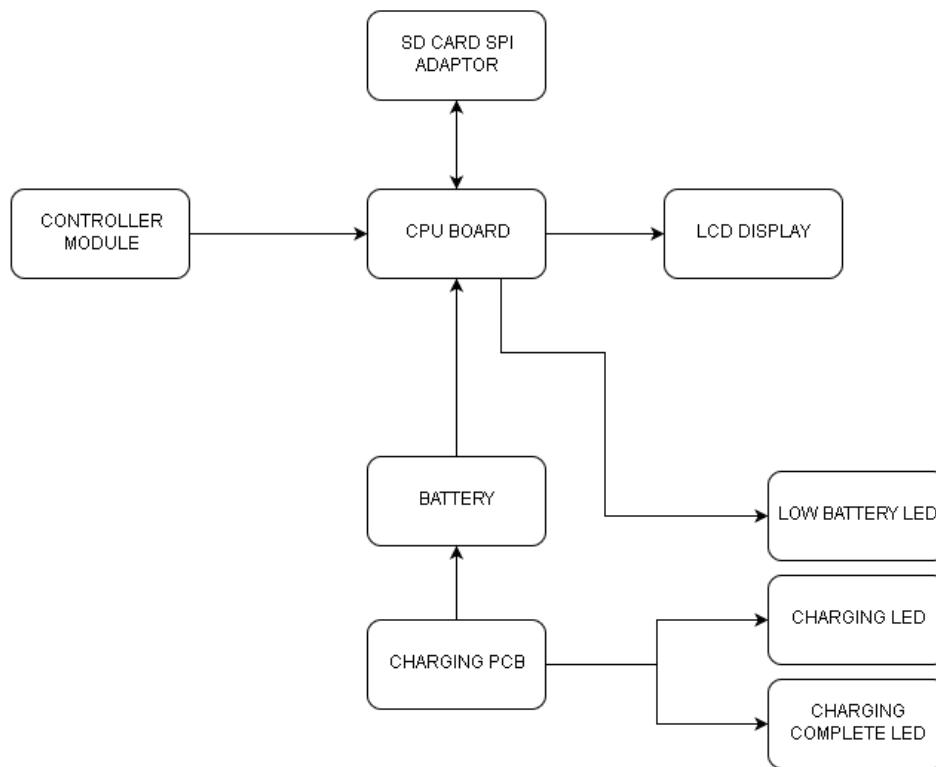 SD CARD SPI
ADAPTOR
CONTROLLER
MODULE
CPU BOARD
LCD DISPLAY
BATTERY
LOW BATTERY LED
CHARGING LED
CHARGING PCB
CHARGING
COMPLETE LED